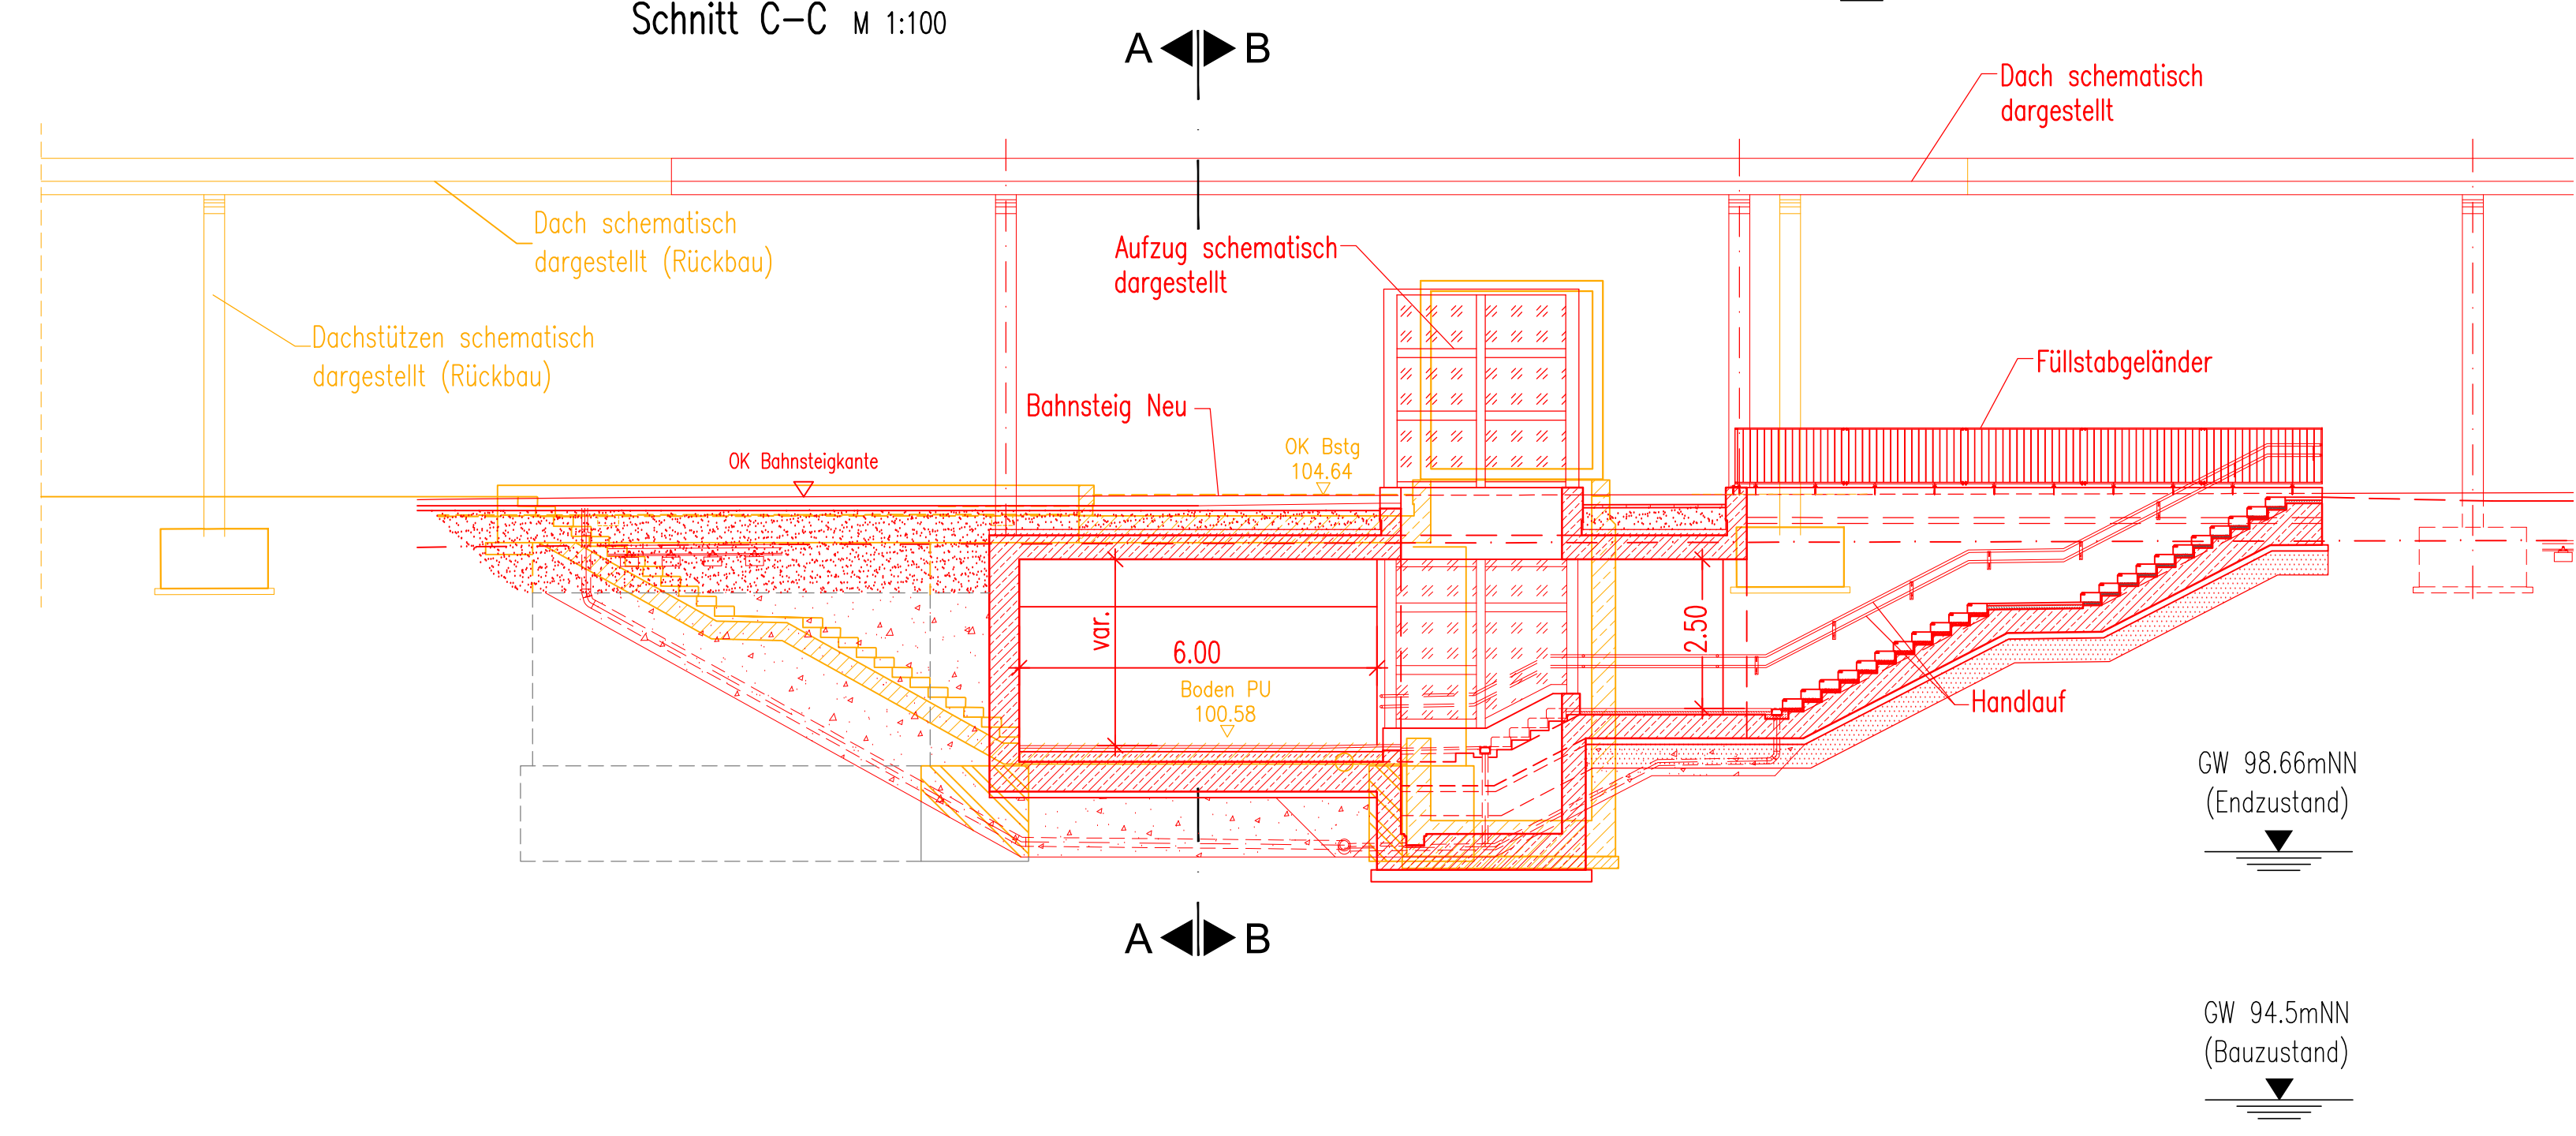 Schnitt C-C M 1:100
A B
Dach schematisch
dargestellt
Dach schematisch
dargestellt (Rückbau)
Aufzug schematisch
dargestellt
Dachstützen schematisch
dargestellt (Rückbau)
Füllstabgeländer
Bahnsteig Neu
OK Bstg
104.64
OK Bahnsteigkante
var.
6.00
2.50
Boden PU
100.58
Handlauf
GW 98.66mNN
(Endzustand)
A B
GW 94.5mNN
(Bauzustand)